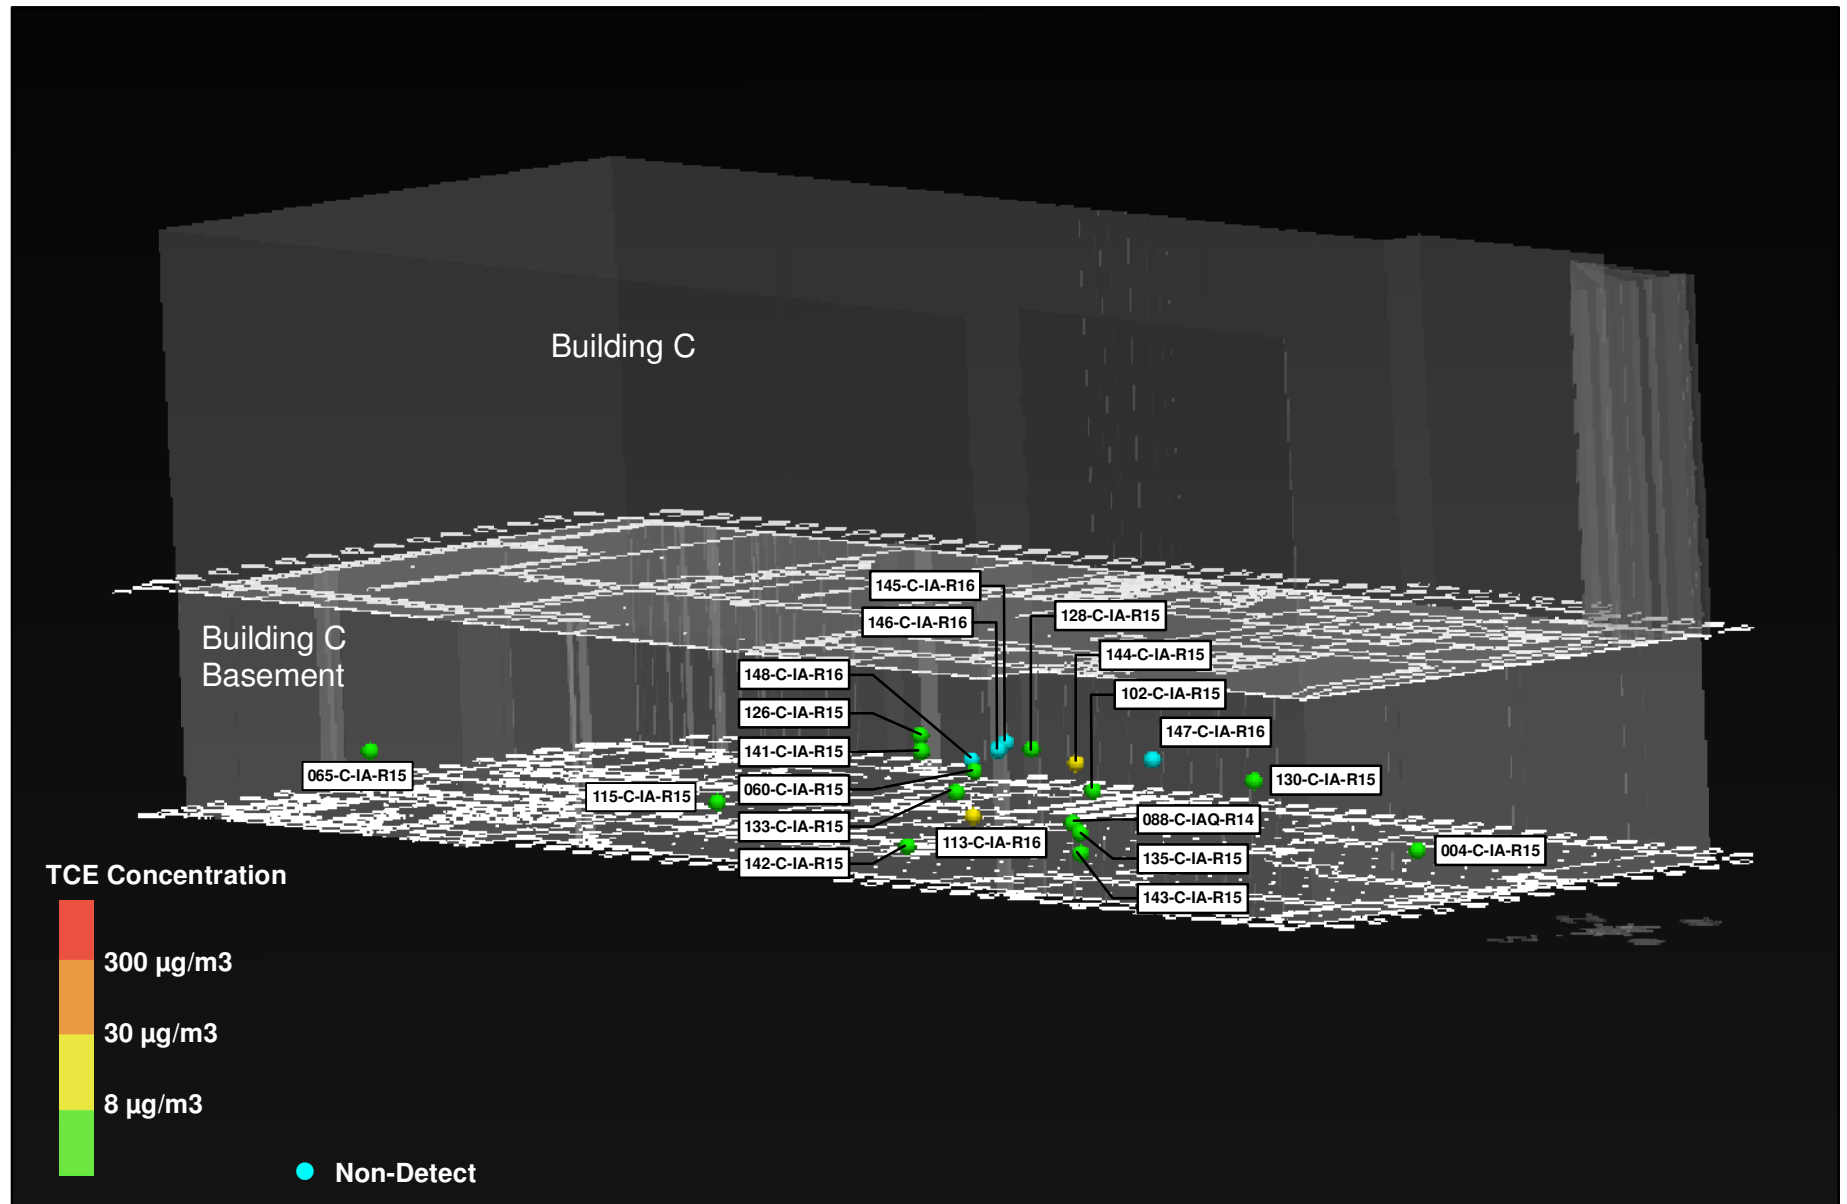 Building C
145-C-IA-R16
128-C-IA-R15
146-C-IA-R16
Building C
Basement
144-C-IA-R15
148-C-IA-R16
102-C-IA-R15
126-C-IA-R15
147-C-IA-R16
141-C-IA-R15
065-C-IA-R15
130-C-IA-R15
060-C-IA-R15
115-C-IA-R15
088-C-IAQ-R14
133-C-IA-R15
113-C-IA-R16
004-C-IA-R15
135-C-IA-R15
142-C-IA-R15
143-C-IA-R15
TCE Concentration
300 µg/m3
30 µg/m3
8 µg/m3
Non-Detect